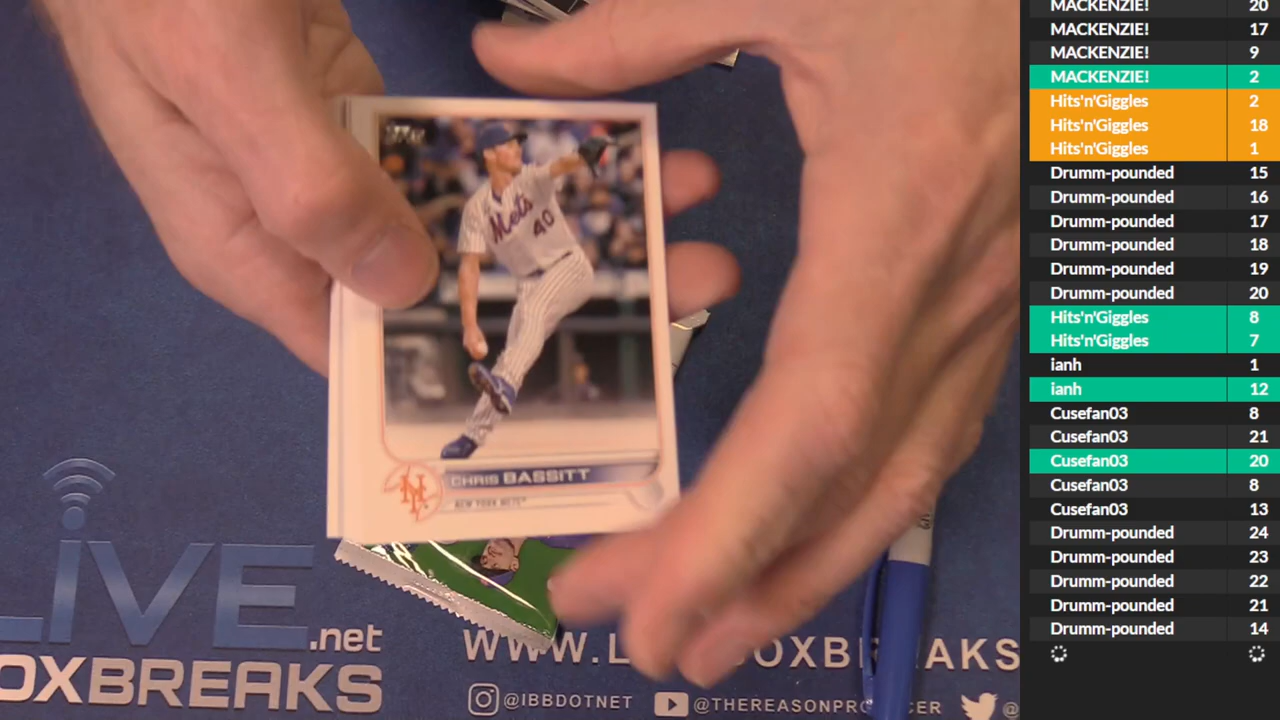 Mets
40
CHRIS BASSITT
NEW YORK METS
LiVE
.net
OXBREAKS
WWW.L OXB AKS
@IBBDOTNET
@THEREASONPRO CER
@
MACKENZIE! 20
MACKENZIE! 17
MACKENZIE! 9
MACKENZIE! 2
Hits'n'Giggles 2
Hits'n'Giggles 18
Hits'n'Giggles 1
Drumm-pounded 15
Drumm-pounded 16
Drumm-pounded 17
Drumm-pounded 18
Drumm-pounded 19
Drumm-pounded 20
Hits'n'Giggles 8
Hits'n'Giggles 7
ianh 1
ianh 12
Cusefan03 8
Cusefan03 21
Cusefan03 20
Cusefan03 8
Cusefan03 13
Drumm-pounded 24
Drumm-pounded 23
Drumm-pounded 22
Drumm-pounded 21
Drumm-pounded 14